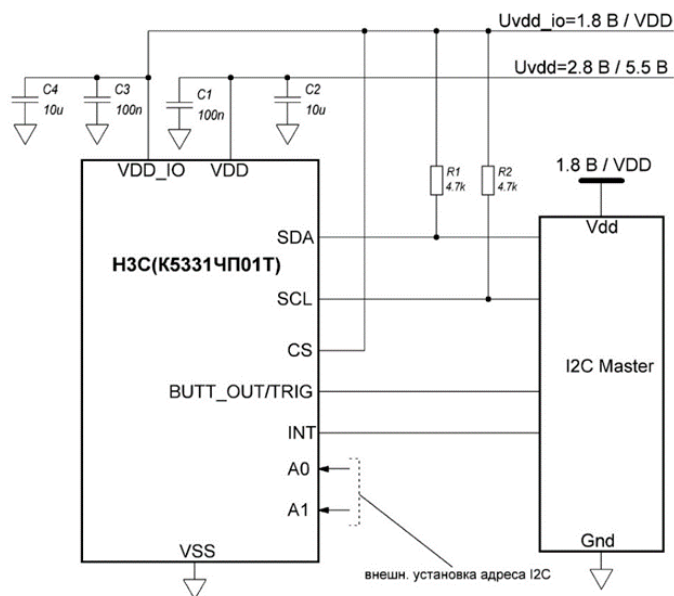 Uvdd_io=1.8 В / VDD
Uvdd=2.8 В / 5.5 В
C4
10u
C3
100n
C1
100n
C2
10u
VDD_IO
VDD
R1
4.7k
R2
4.7k
1.8 В / VDD
Vdd
SDA
Н3С(К5331ЧП01Т)
SCL
CS
I2C Master
BUTT_OUT/TRIG
INT
A0
A1
VSS
Gnd
внешн. установка адреса I2C